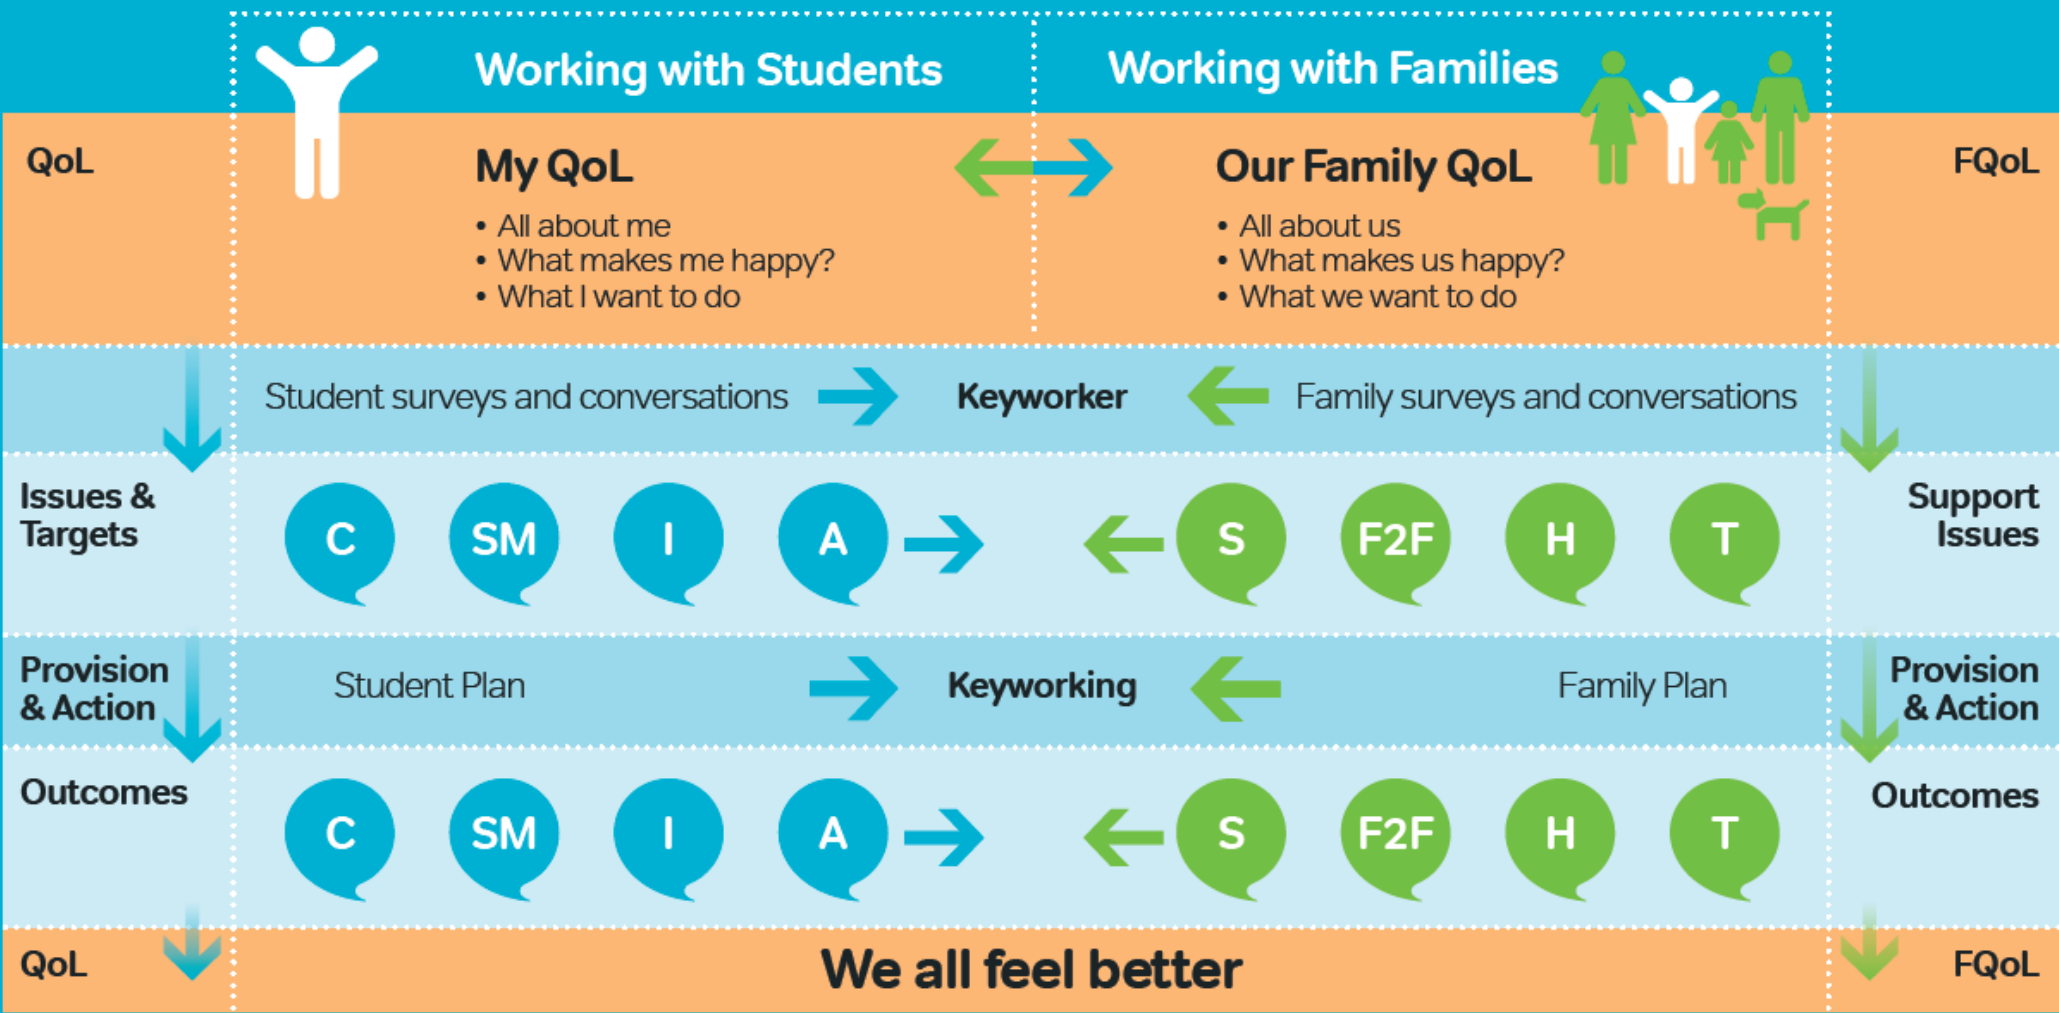 Working with Students
Working with Families
QoL
My QoL
Our Family QoL
FQoL
• All about me
• What makes me happy?
• What I want to do
• All about us
• What makes us happy?
• What we want to do
Student surveys and conversations
Keyworker
Family surveys and conversations
Issues &
Targets
C
SM
I
A
S
F2F
H
T
Support
Issues
Provision
& Action
Student Plan
Keyworking
Family Plan
Provision
& Action
Outcomes
C
SM
I
A
S
F2F
H
T
Outcomes
QoL
We all feel better
FQoL